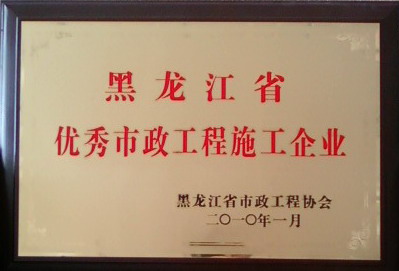 黑龙江省
优秀市政工程施工企业
黑龙江省市政工程协会
二〇一〇年一月